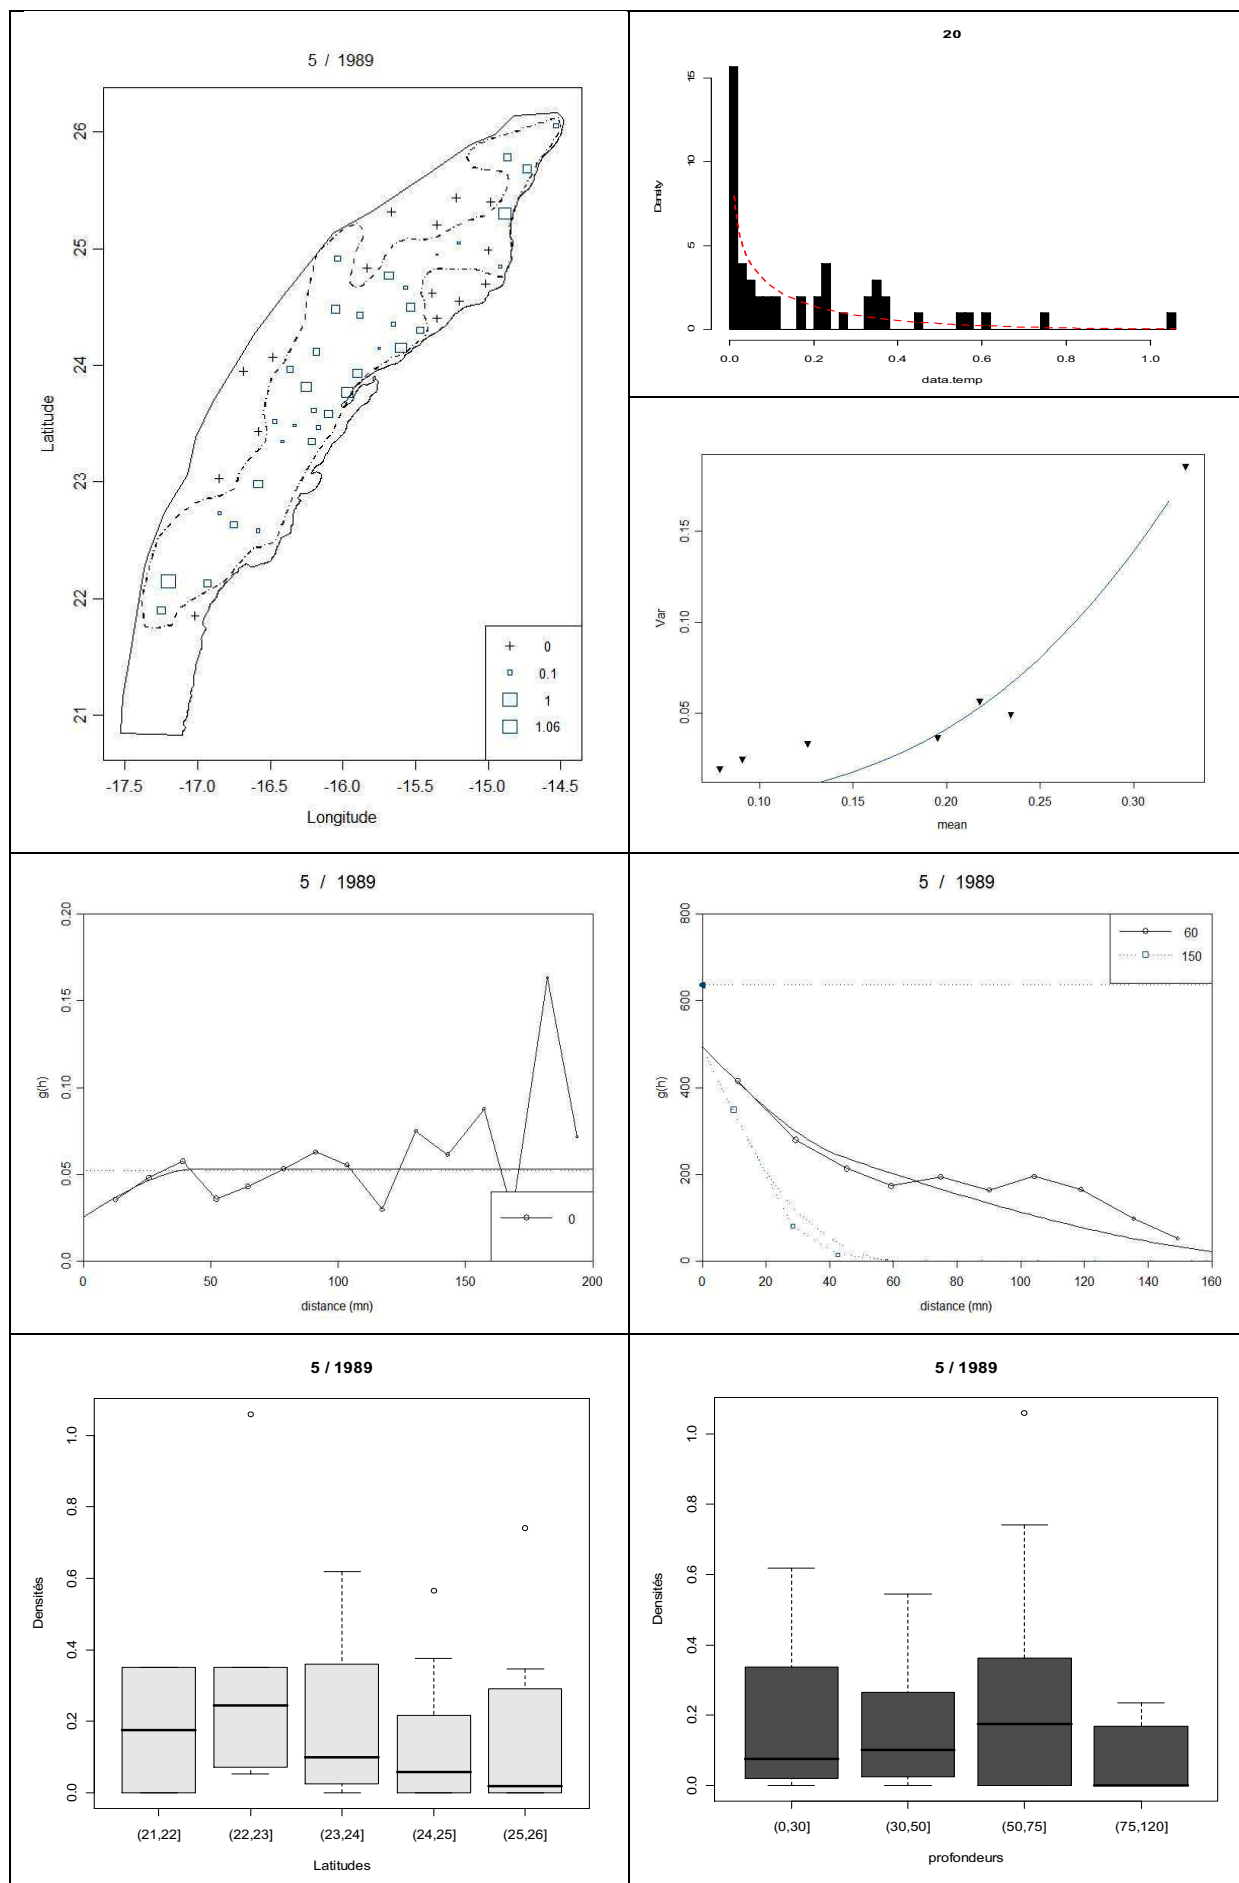 5 / 1989
26
25
24
23
22
21
Latitude
0
0.1
1
1.06
-17.5 -17.0 -16.5 -16.0 -15.5 -15.0 -14.5
Longitude
20
15
10
5
0
Density
0.0 0.2 0.4 0.6 0.8 1.0
data.temp
0.15
0.10
0.05
Var
0.10 0.15 0.20 0.25 0.30
mean
5 / 1989
0.20
0.15
0.10
0.05
0.0
g(h)
0
0 50 100 150 200
distance (mn)
5 / 1989
800
600
400
200
0
g(h)
60
150
0 20 40 60 80 100 120 140 160
distance (mn)
5 / 1989
1.0
0.8
0.6
0.4
0.2
0.0
Densités
(21,22] (22,23] (23,24] (24,25] (25,26]
Latitudes
5 / 1989
1.0
0.8
0.6
0.4
0.2
0.0
Densités
(0,30] (30,50] (50,75] (75,120]
profondeurs